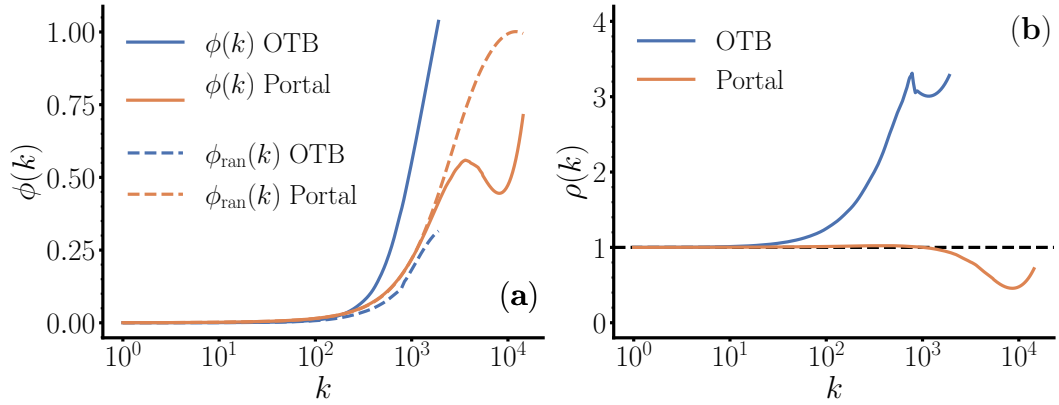 1.00
0.75
0.50
0.25
0.00
ϕ(k)
ϕ(k) OTB
ϕ(k) Portal
ϕran(k) OTB
ϕran(k) Portal
(a)
10^0 10^1 10^2 10^3 10^4
k
4
3
2
1
0
ρ(k)
OTB
Portal
(b)
10^0 10^1 10^2 10^3 10^4
k